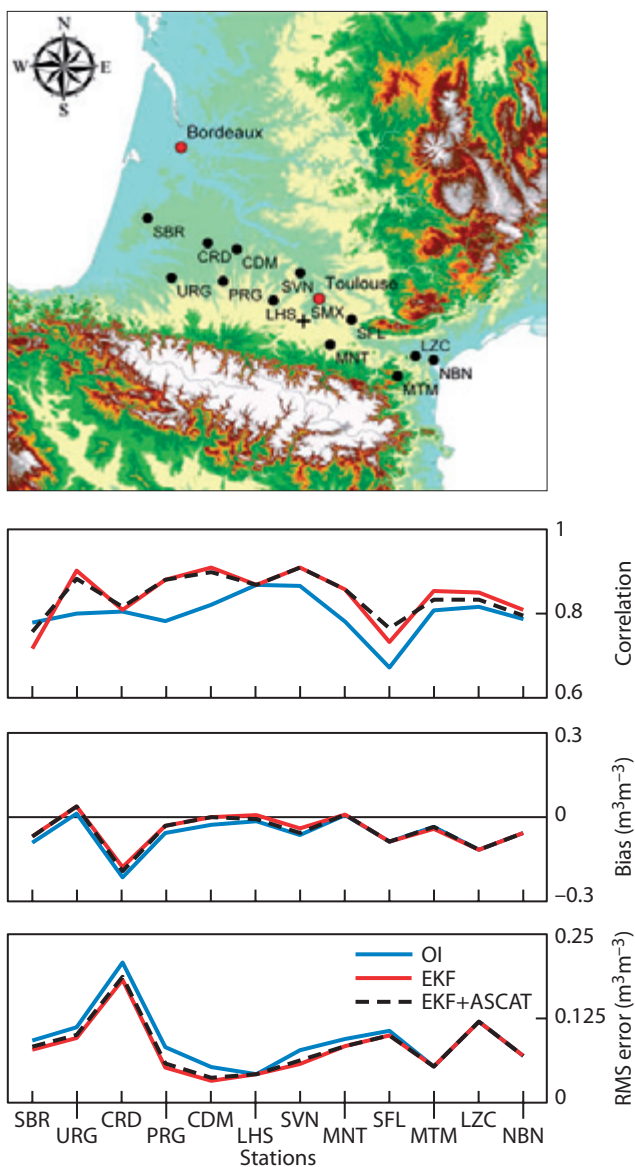 N
W E
S
Bordeaux
SBR
CRD
CDM
URG
PRG
SVN
Toulouse
LHS
SMX
SFL
MNT
LZC
NBN
MTM
1
0.8
0.6
Correlation
0.3
0
–0.3
Bias (m³m⁻³)
OI
EKF
EKF+ASCAT
0.25
0.125
0
RMS error (m³m⁻³)
SBR
URG
CRD
PRG
CDM
LHS
SVN
MNT
SFL
MTM
LZC
NBN
Stations